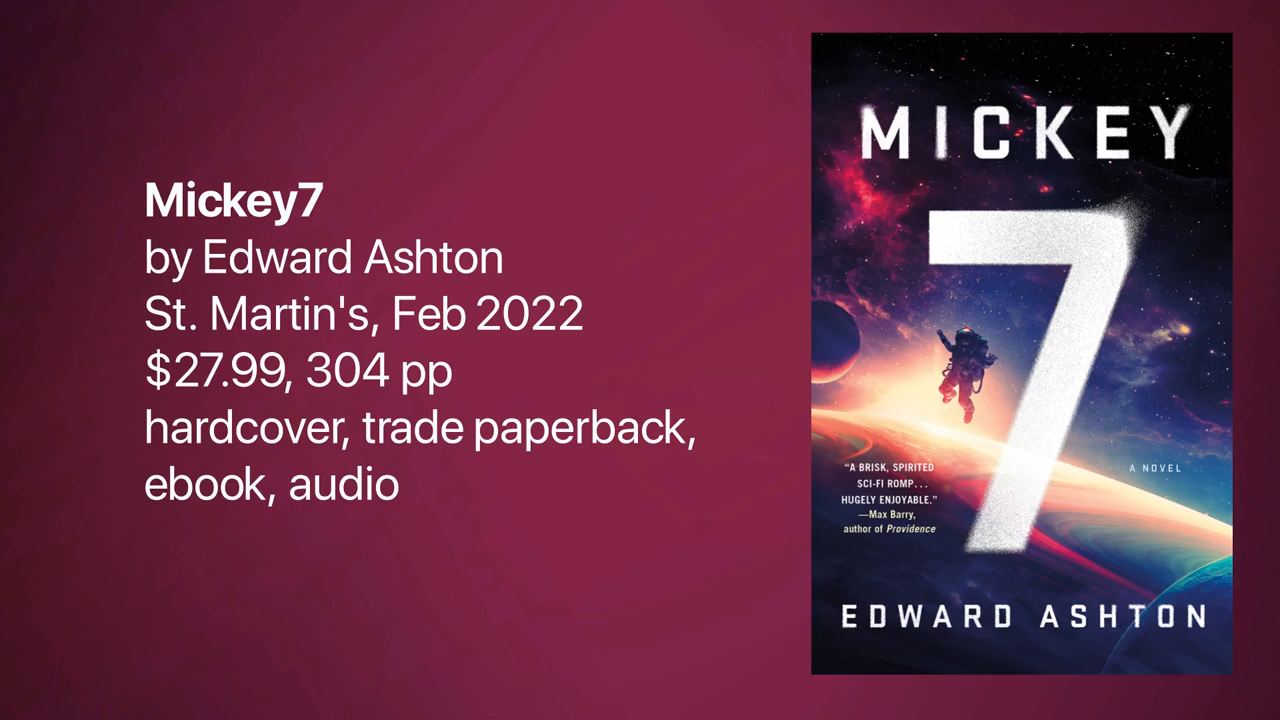 Mickey7
by Edward Ashton
St. Martin's, Feb 2022
$27.99, 304 pp
hardcover, trade paperback,
ebook, audio
MICKEY
7
“A BRISK, SPIRITED
SCI-FI ROMP...
HUGELY ENJOYABLE.”
—Max Barry,
author of Providence
A NOVEL
EDWARD ASHTON